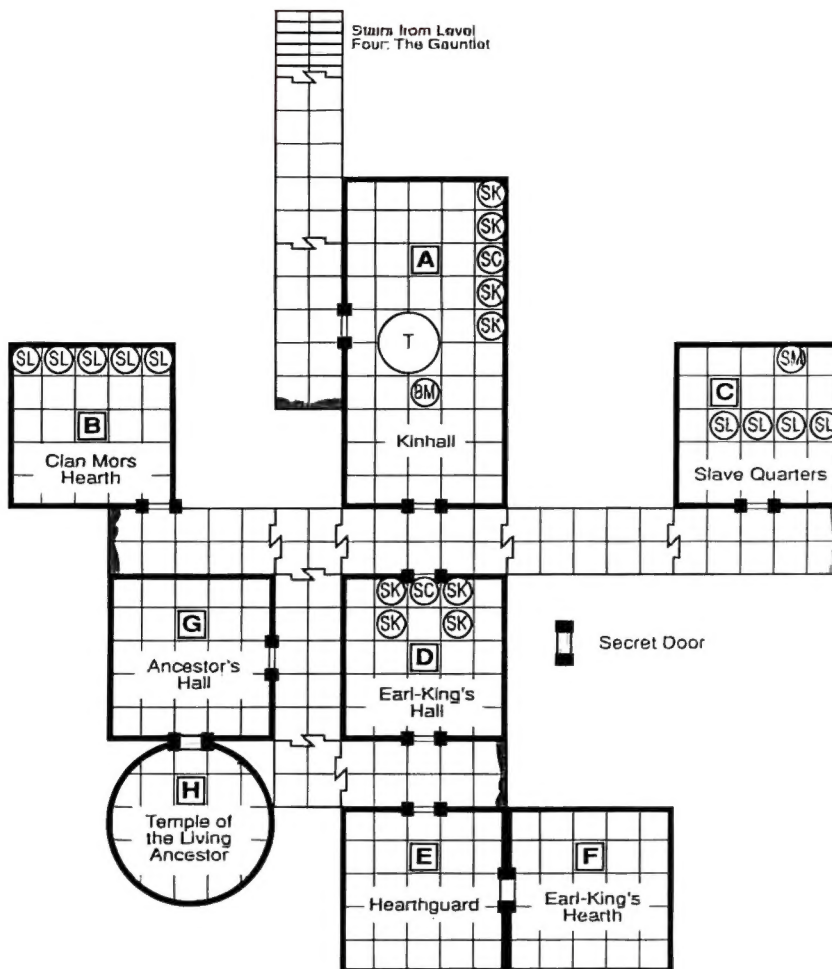 Stairs from Level
Four: The Gauntlet
SK
SK
A
SC
SK
SK
T
BM
Kinhall
SL SL SL SL SL
B
Clan Mors
Hearth
SM
C
SL SL SL SL
Slave Quarters
SK SC SK
SK SK
D
Earl-King's
Hall
G
Ancestor's
Hall
Secret Door
H
Temple of
the Living
Ancestor
E
Hearthguard
F
Earl-King's
Hearth